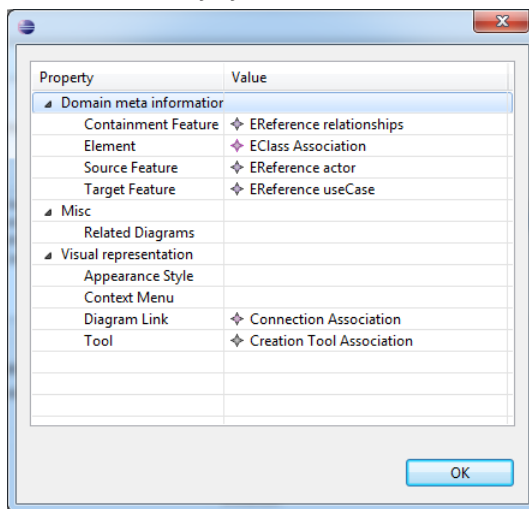 Property Value
Domain meta information
Containment Feature EReference relationships
Element EClass Association
Source Feature EReference actor
Target Feature EReference useCase
Misc
Related Diagrams
Visual representation
Appearance Style
Context Menu
Diagram Link Connection Association
Tool Creation Tool Association
OK